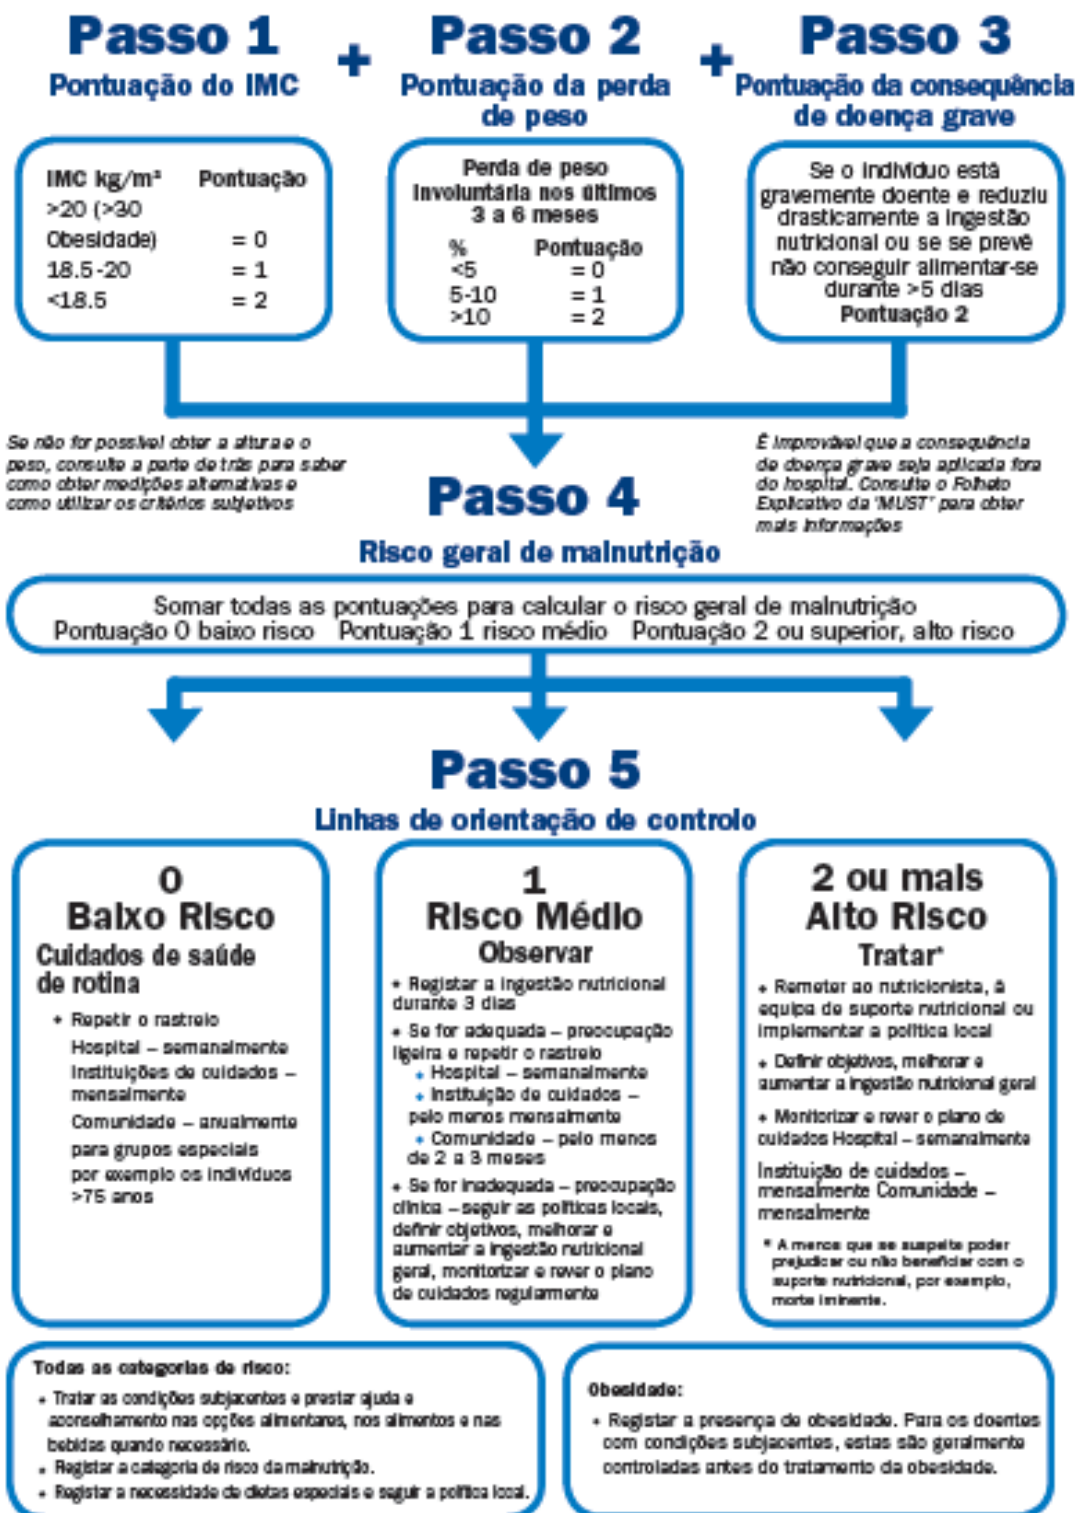 Passo 1
Pontuação do IMC
+
Passo 2
Pontuação da perda
de peso
+
Passo 3
Pontuação da consequência
de doença grave
IMC kg/m² Pontuação
>20 (>30
Obesidade) = 0
18.5-20 = 1
<18.5 = 2
Perda de peso
involuntária nos últimos
3 a 6 meses
% Pontuação
<5 = 0
5-10 = 1
>10 = 2
Se o indivíduo está
gravemente doente e reduziu
drasticamente a ingestão
nutricional ou se se prevê
não conseguir alimentar-se
durante >5 dias
Pontuação 2
Se não for possível obter a altura e o
peso, consulte a parte de trás para saber
como obter medições alternativas e
como utilizar os critérios subjetivos
É improvável que a consequência
de doença grave seja aplicada fora
do hospital. Consulte o Folheto
Explicativo da 'MUST' para obter
mais informações
Passo 4
Risco geral de malnutrição
Somar todas as pontuações para calcular o risco geral de malnutrição
Pontuação 0 baixo risco Pontuação 1 risco médio Pontuação 2 ou superior, alto risco
Passo 5
Linhas de orientação de controlo
0
Baixo Risco
Cuidados de saúde
de rotina
• Repetir o rastreio
Hospital – semanalmente
Instituições de cuidados –
mensalmente
Comunidade – anualmente
para grupos especiais
por exemplo os indivíduos
>75 anos
1
Risco Médio
Observar
• Registar a ingestão nutricional
durante 3 dias
• Se for adequada – preocupação
ligeira e repetir o rastreio
• Hospital – semanalmente
• Instituição de cuidados –
pelo menos mensalmente
• Comunidade – pelo menos
de 2 a 3 meses
• Se for inadequada – preocupação
clínica – seguir as políticas locais,
definir objetivos, melhorar e
aumentar a ingestão nutricional
geral, monitorizar e rever o plano
de cuidados regularmente
2 ou mais
Alto Risco
Tratar*
• Remeter ao nutricionista, à
equipa de suporte nutricional ou
implementar a política local
• Definir objetivos, melhorar e
aumentar a ingestão nutricional geral
• Monitorizar e rever o plano de
cuidados Hospital – semanalmente
Instituição de cuidados –
mensalmente Comunidade –
mensalmente
* A menos que se suspeite poder
prejudicar ou não beneficiar com o
suporte nutricional, por exemplo,
morte iminente.
Todas as categorias de risco:
• Tratar as condições subjacentes e prestar ajuda e
aconselhamento nas opções alimentares, nos alimentos e nas
bebidas quando necessário.
• Registar a categoria de risco da malnutrição.
• Registar a necessidade de dietas especiais e seguir a política local.
Obesidade:
• Registar a presença de obesidade. Para os doentes
com condições subjacentes, estas são geralmente
controladas antes do tratamento da obesidade.